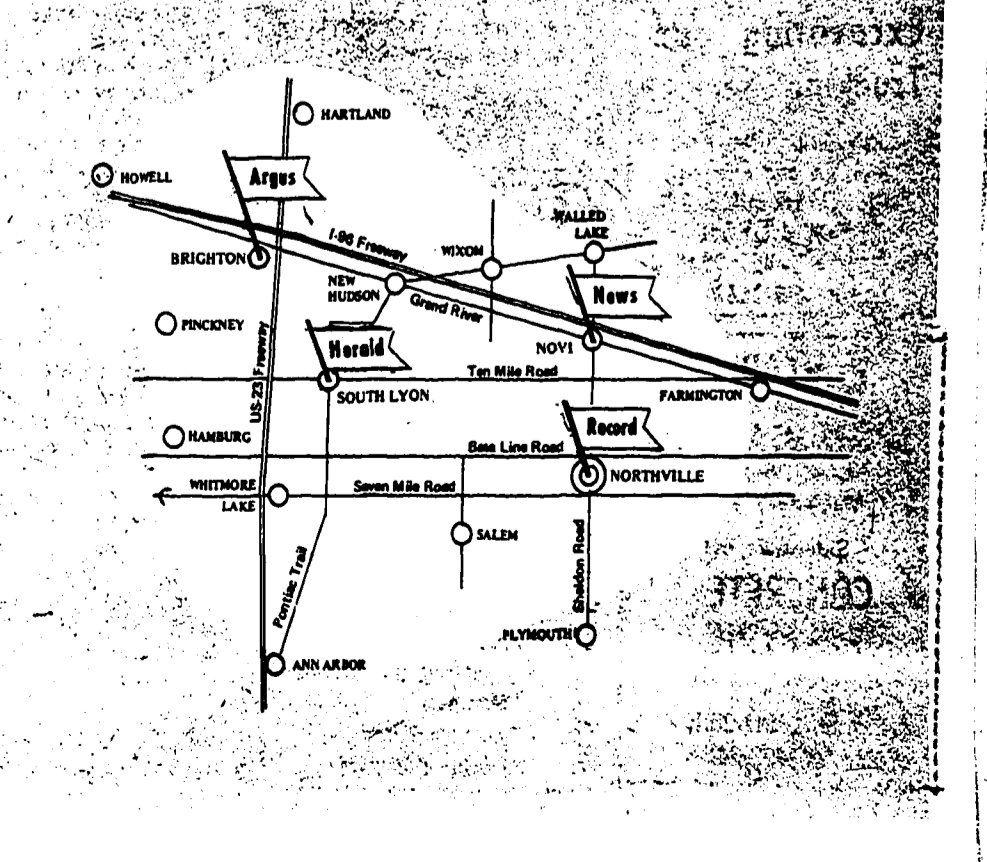 HARTLAND
HOWELL
Argus
WALLED
LAKE
I-96 Freeway
WIXOM
BRIGHTON
NEW
HUDSON
News
Grand River
PINCKNEY
Herald
NOVI
US-23 Freeway
Ten Mile Road
SOUTH LYON
FARMINGTON
Record
HAMBURG
Base Line Road
NORTHVILLE
WHITMORE
LAKE
Seven Mile Road
SALEM
Sheldon Road
Pontiac Trail
PLYMOUTH
ANN ARBOR